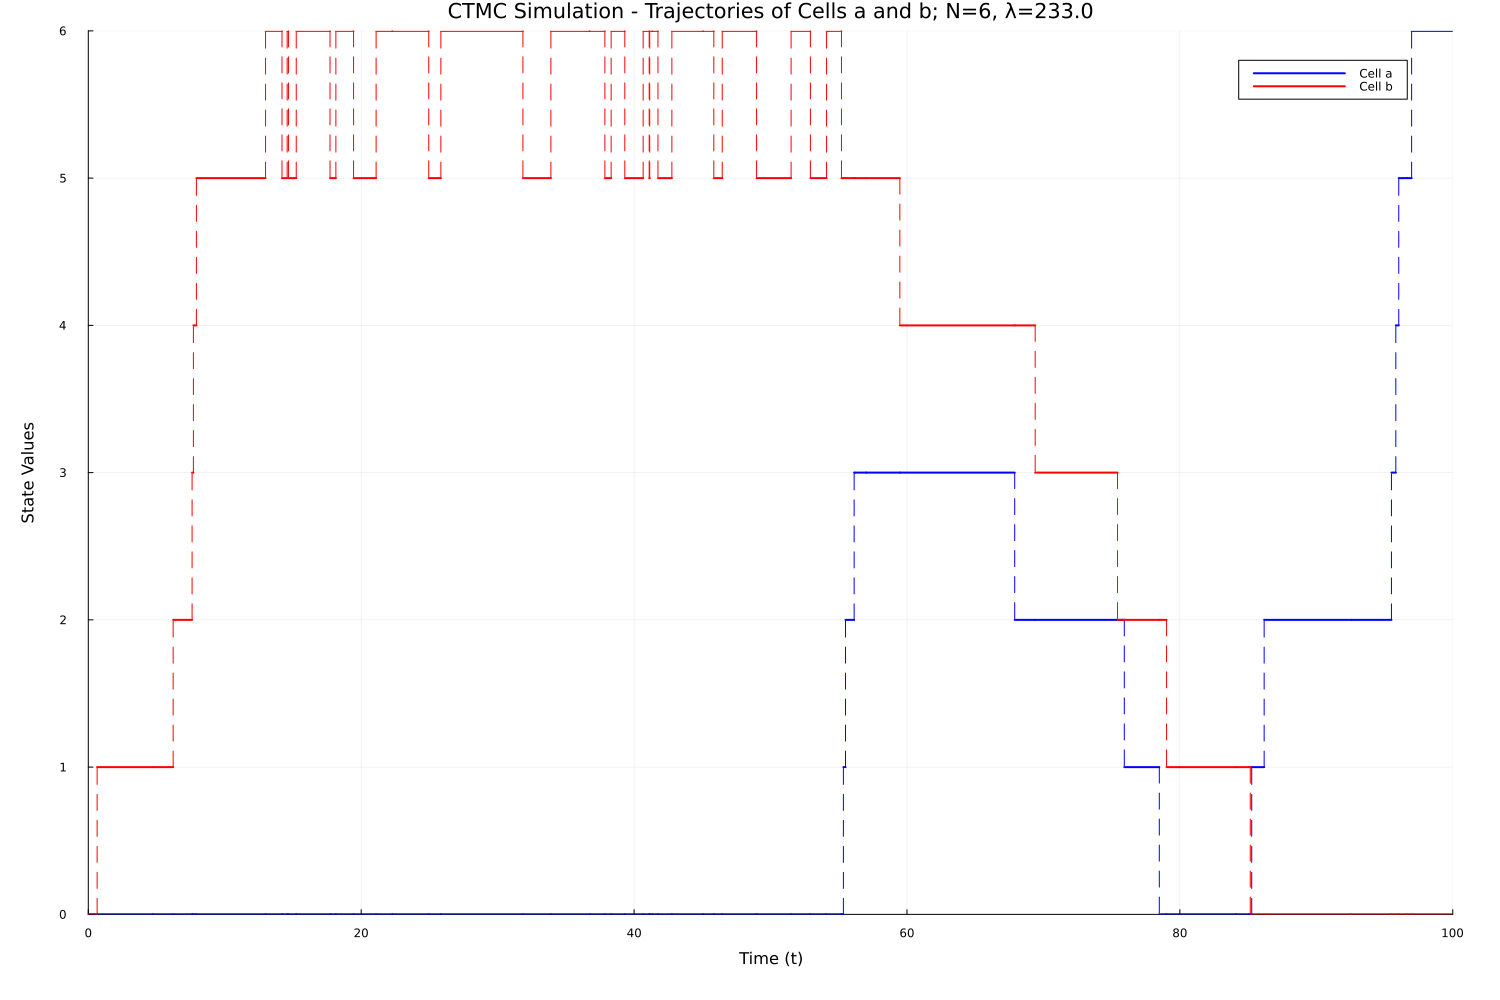 CTMC Simulation - Trajectories of Cells a and b; N=6, λ=233.0
6
5
4
3
2
1
0
State Values
Cell a
Cell b
0 20 40 60 80 100
Time (t)